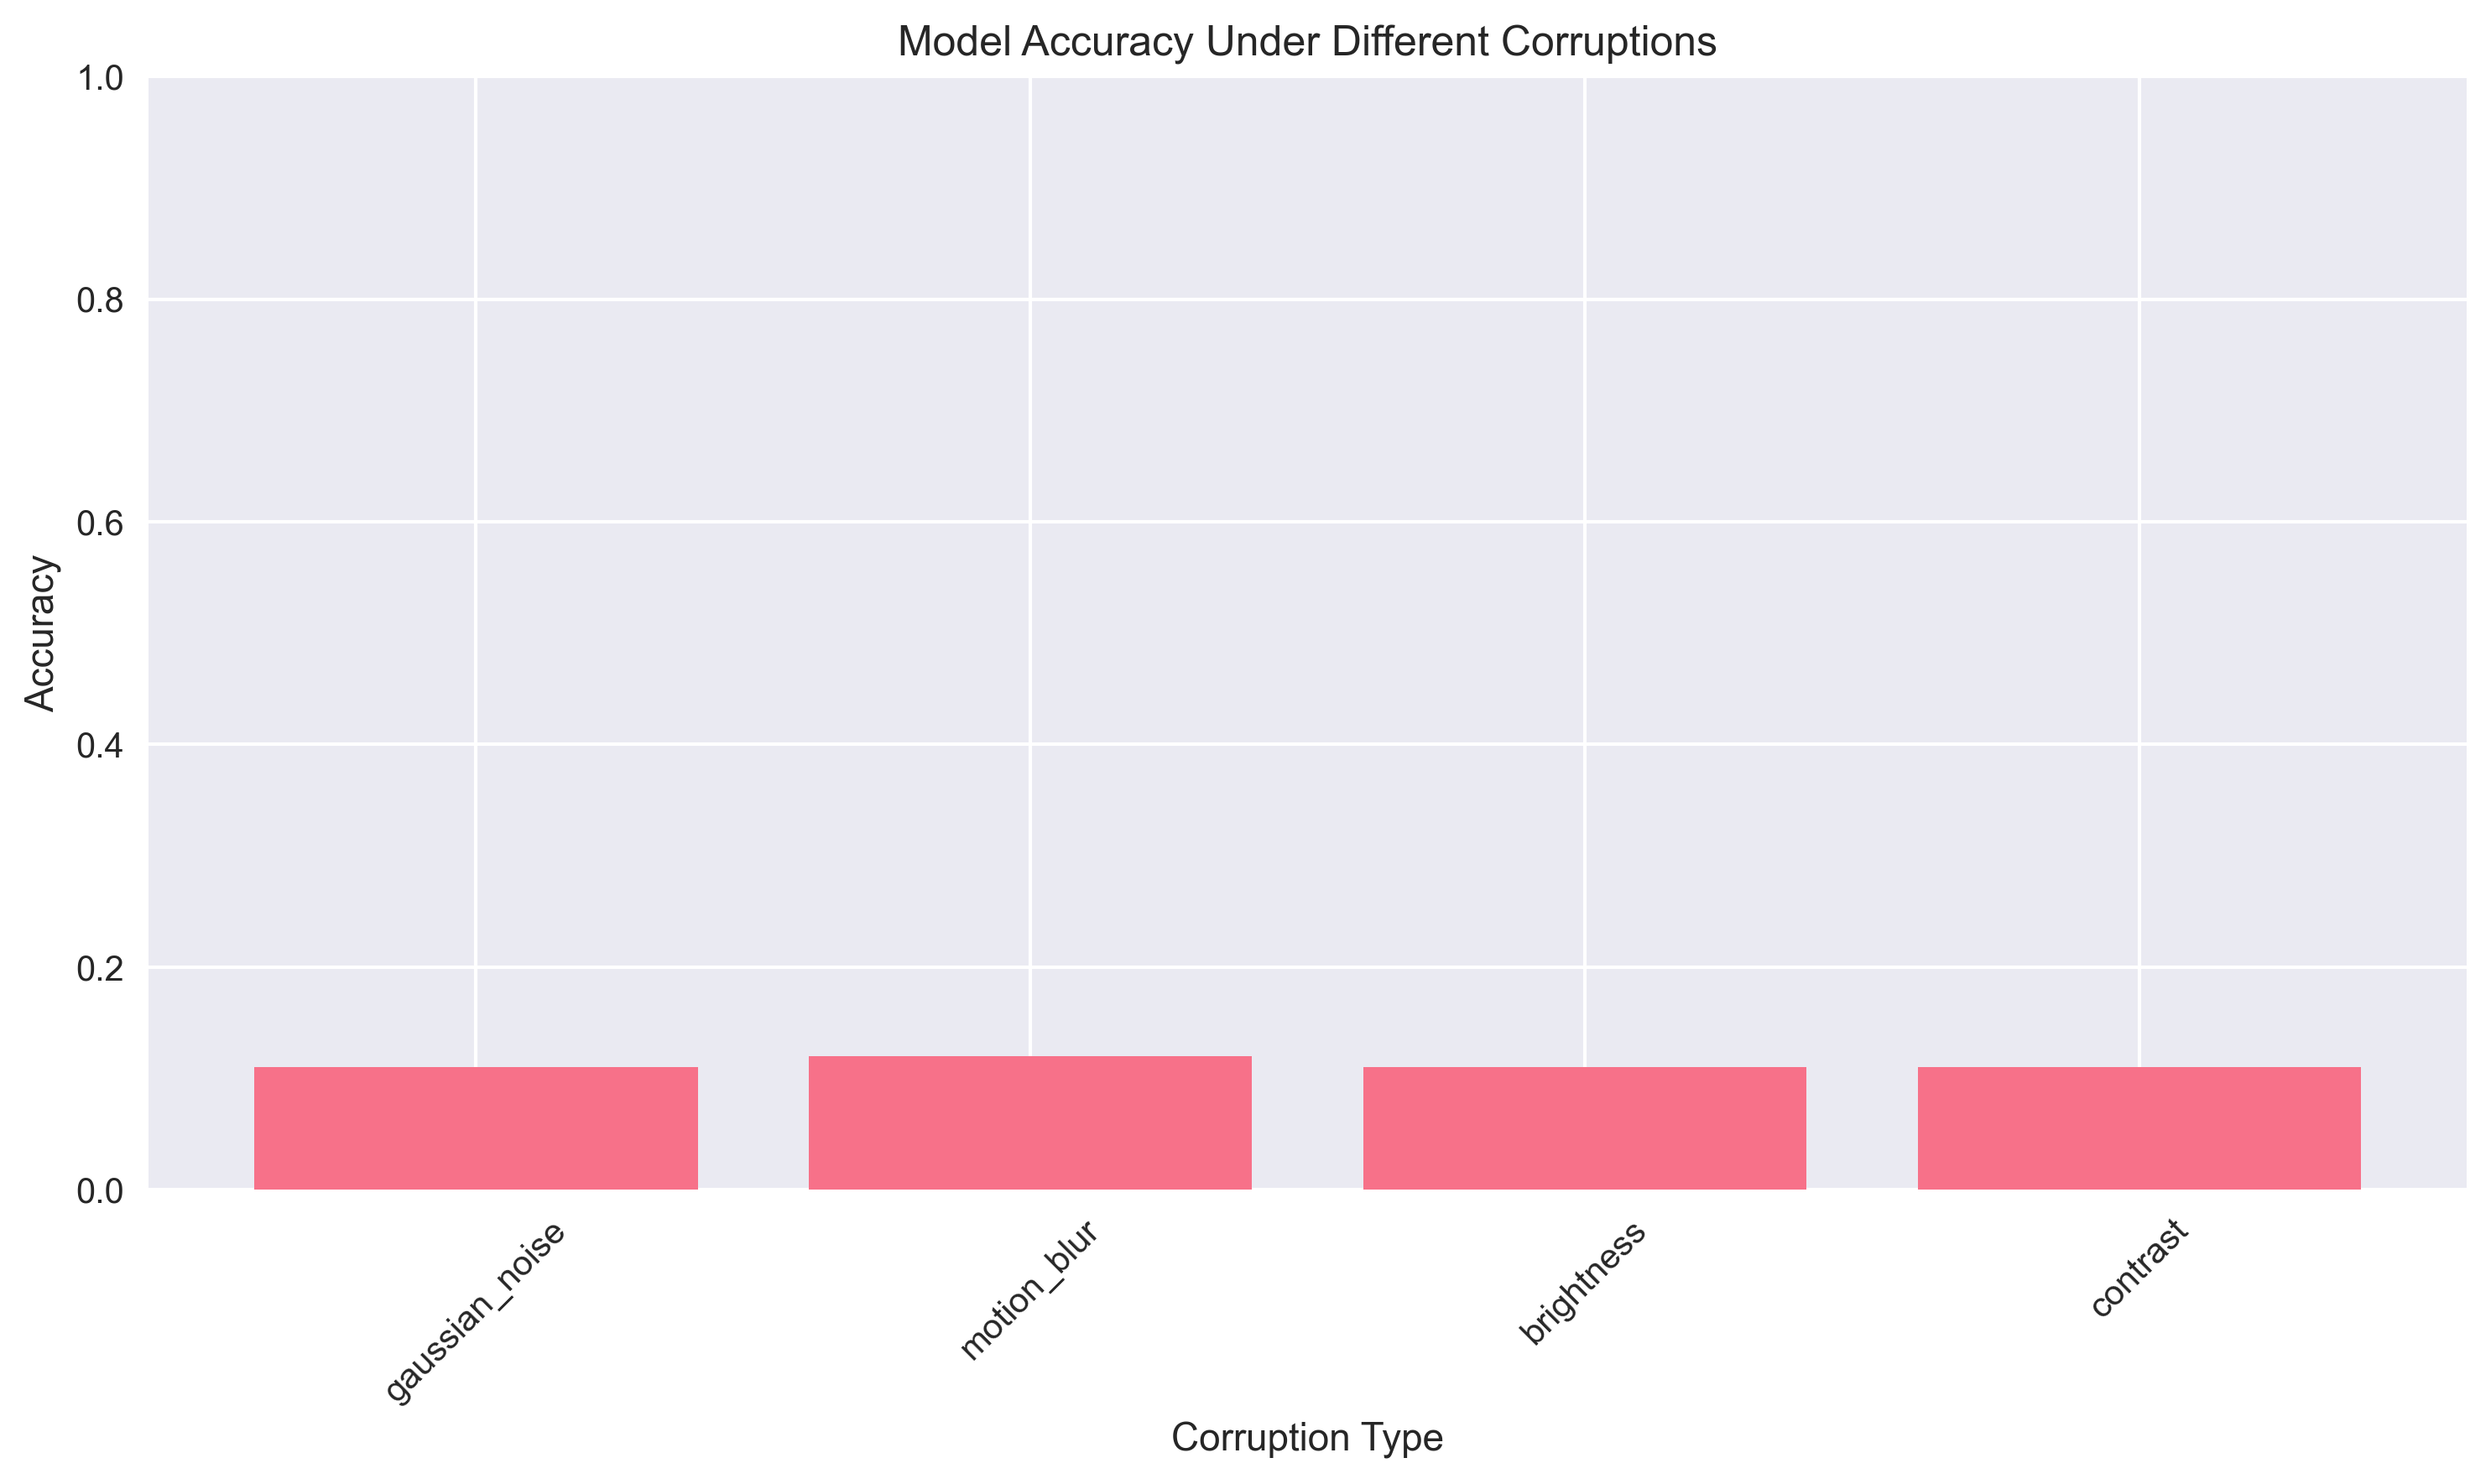 Model Accuracy Under Different Corruptions
1.0
0.8
0.6
0.4
0.2
0.0
Accuracy
gaussian_noise
motion_blur
brightness
contrast
Corruption Type